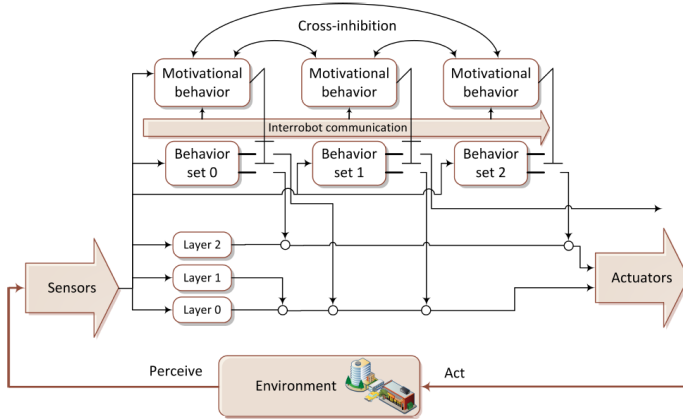 Cross-inhibition
Motivational
behavior
Motivational
behavior
Motivational
behavior
Interrobot communication
Behavior
set 0
Behavior
set 1
Behavior
set 2
Layer 2
Layer 1
Layer 0
Sensors
Actuators
Perceive
Environment
Act